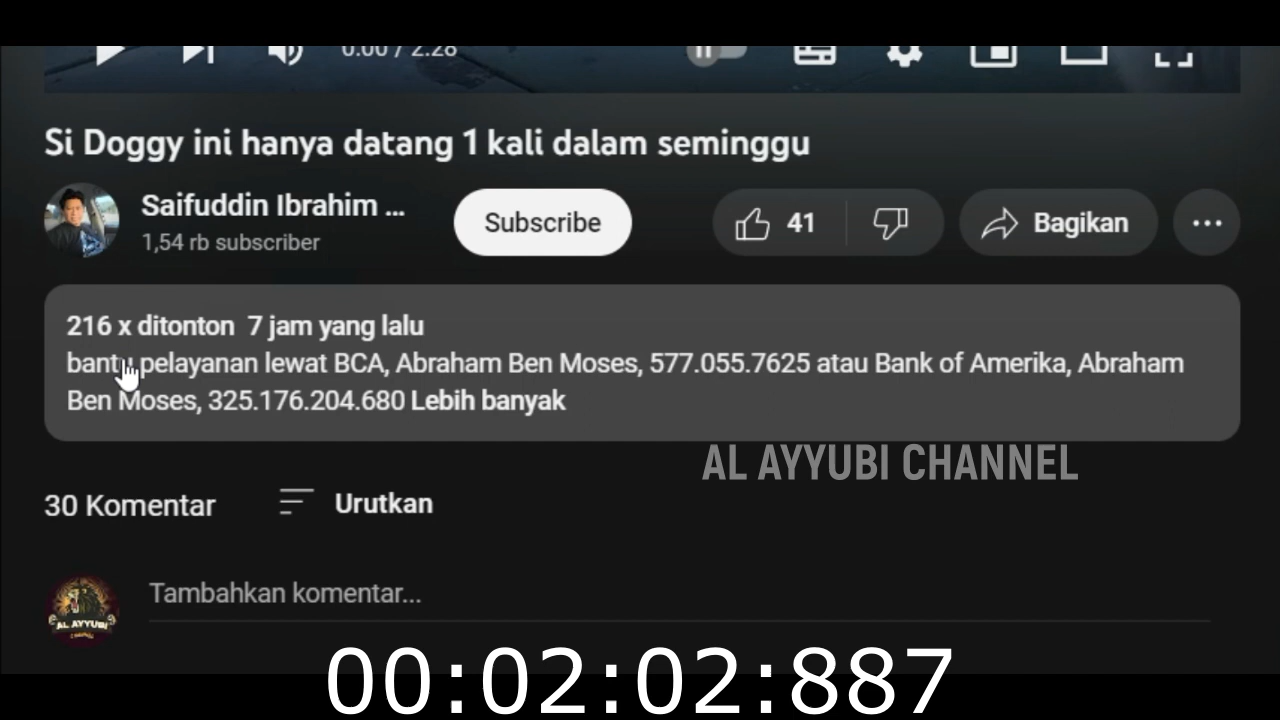 0:00 / 2:28
Si Doggy ini hanya datang 1 kali dalam seminggu
Saifuddin Ibrahim ...
1,54 rb subscriber
Subscribe
41
Bagikan
216 x ditonton 7 jam yang lalu
bantu pelayanan lewat BCA, Abraham Ben Moses, 577.055.7625 atau Bank of Amerika, Abraham
Ben Moses, 325.176.204.680 Lebih banyak
AL AYYUBI CHANNEL
30 Komentar
Urutkan
AL AYYUBI
Tambahkan komentar...
00:02:02:887